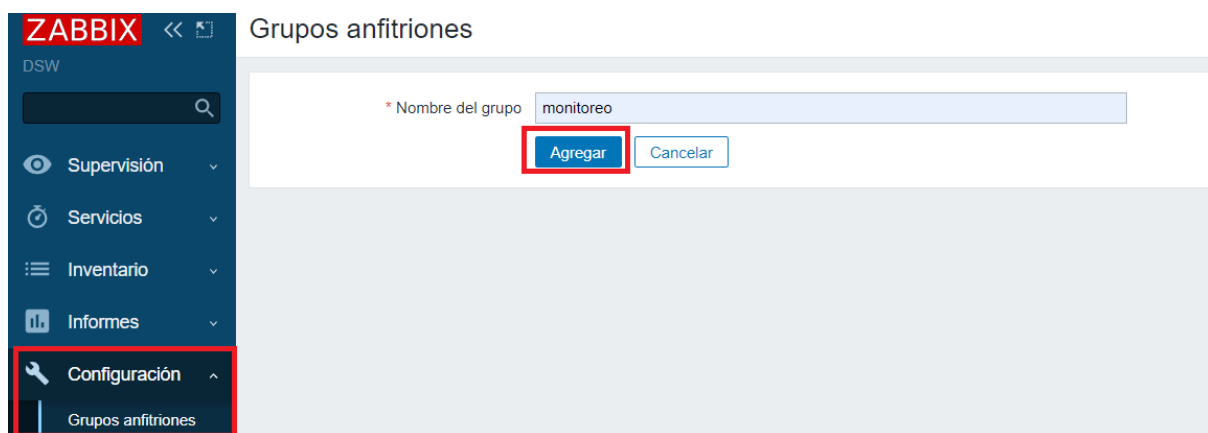 ZABBIX
DSW
Supervisión
Servicios
Inventario
Informes
Configuración
Grupos anfitriones
Grupos anfitriones
* Nombre del grupo monitoreo
Agregar Cancelar